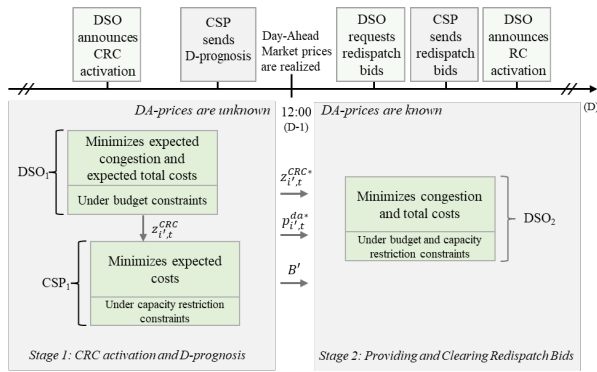 DSO
announces
CRC
activation
CSP
sends
D-prognosis
Day-Ahead
Market prices
are realized
DSO
requests
redispatch
bids
CSP
sends
redispatch
bids
DSO
announces
RC
activation
(D)
DA-prices are unknown
12:00
(D-1)
DA-prices are known
DSO₁
Minimizes expected
congestion and
expected total costs
Under budget constraints
z_{i',t}^{CRC}
CSP₁
Minimizes expected
costs
Under capacity restriction
constraints
z_{i',t}^{CRC*}
p_{i',t}^{da*}
B′
Minimizes congestion
and total costs
Under budget and capacity
restriction constraints
DSO₂
Stage 1: CRC activation and D-prognosis
Stage 2: Providing and Clearing Redispatch Bids